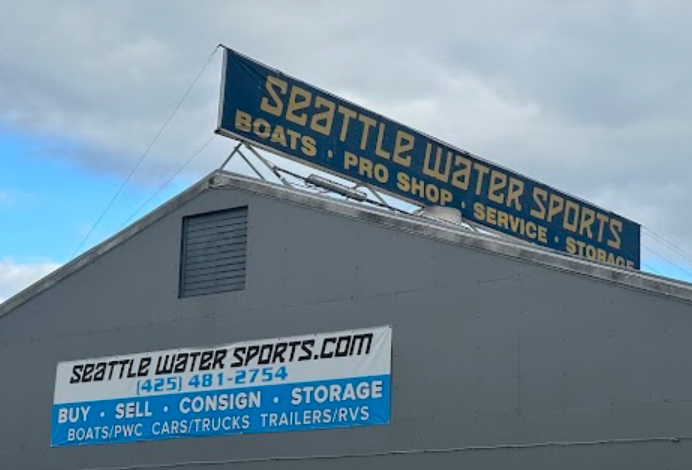 SEATTLE WATER SPORTS
BOATS · PRO SHOP · SERVICE · STORAGE
SEATTLE WATER SPORTS.COM
(425) 481-2754
BUY · SELL · CONSIGN · STORAGE
BOATS/PWC CARS/TRUCKS TRAILERS/RVS